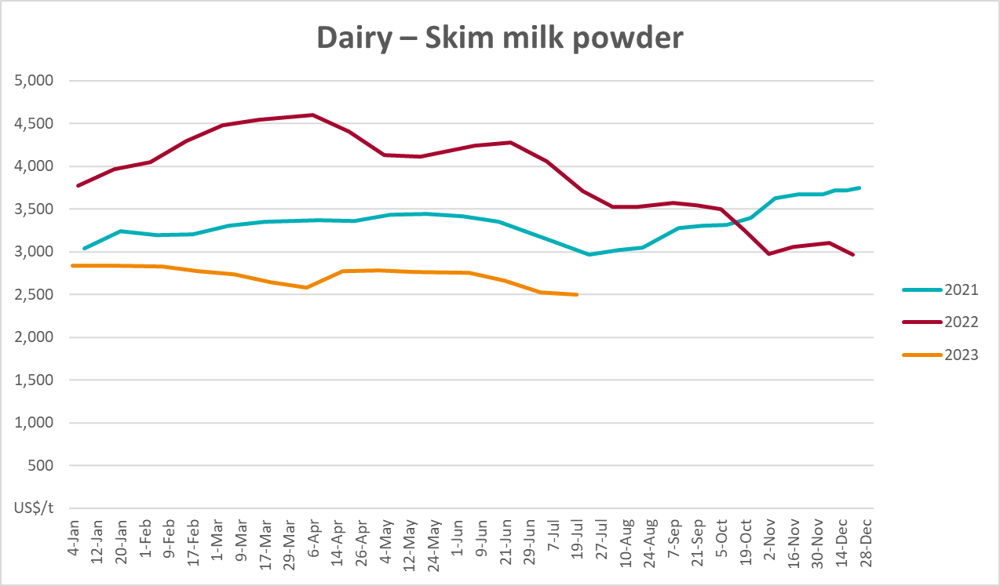 Dairy – Skim milk powder
5,000
4,500
4,000
3,500
3,000
2,500
2,000
1,500
1,000
500
US$/t
4-Jan
12-Jan
20-Jan
1-Feb
9-Feb
17-Feb
1-Mar
9-Mar
17-Mar
29-Mar
6-Apr
14-Apr
26-Apr
4-May
12-May
24-May
1-Jun
9-Jun
21-Jun
29-Jun
7-Jul
19-Jul
27-Jul
10-Aug
24-Aug
7-Sep
21-Sep
5-Oct
19-Oct
2-Nov
16-Nov
30-Nov
14-Dec
28-Dec
2021
2022
2023